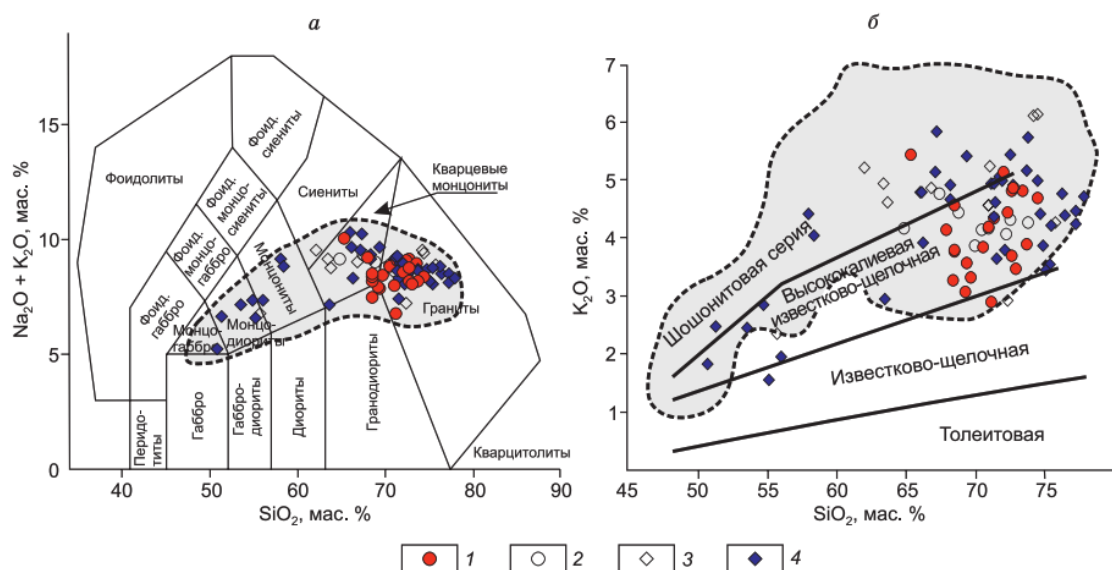 а
Na₂O + K₂O, мас. %
15
10
5
0
40
50
60
70
80
90
SiO₂, мас. %
Фоидолиты
Фоид.
сиениты
Фоид.
монцо-
сиениты
Фоид.
монцо-
габбро
Фоид.
габбро
Сиениты
Кварцевые
монцониты
Монцониты
Монцо-
габбро
Монцо-
диориты
Граниты
Перидо-
титы
Габбро
Габбро-
диориты
Диориты
Гранодиориты
Кварцитолиты
б
K₂O, мас. %
7
6
5
4
3
2
1
45
50
55
60
65
70
75
SiO₂, мас. %
Шошонитовая серия
Высококалиевая
известково-щелочная
Известково-щелочная
Толеитовая
1
2
3
4